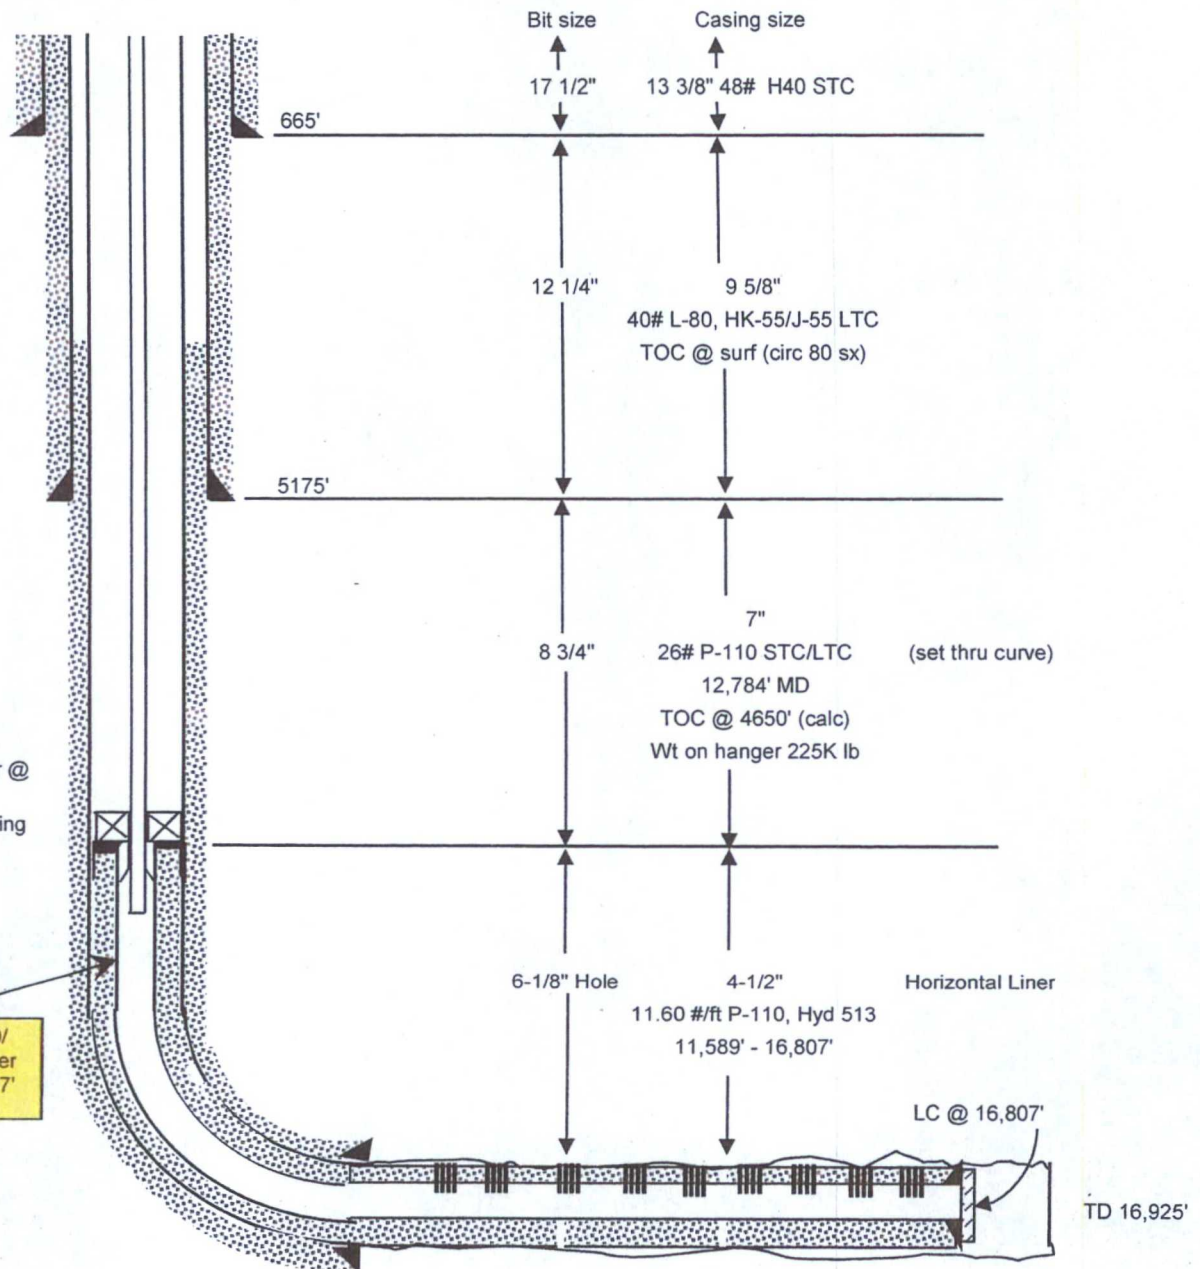 Bit size Casing size
17 1/2" 13 3/8" 48# H40 STC
665'
12 1/4" 9 5/8"
40# L-80, HK-55/J-55 LTC
TOC @ surf (circ 80 sx)
5175'
7"
8 3/4" 26# P-110 STC/LTC (set thru curve)
12,784' MD
TOC @ 4650' (calc)
Wt on hanger 225K lb
@
6-1/8" Hole 4-1/2" Horizontal Liner
11.60 #/ft P-110, Hyd 513
11,589' - 16,807'
7'
LC @ 16,807'
TD 16,925'